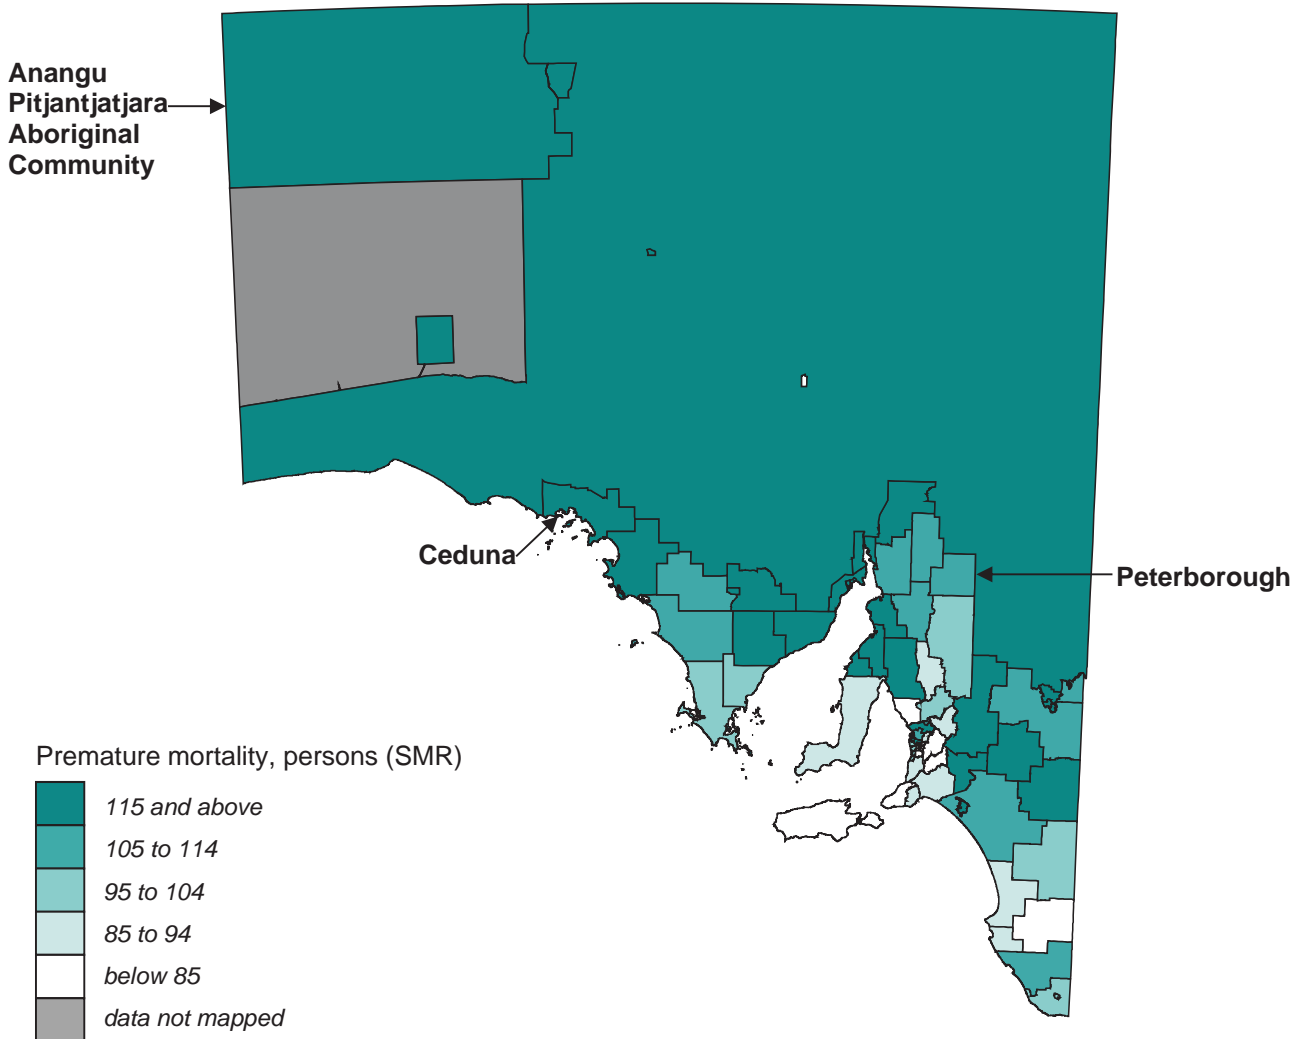 Anangu
Pitjantjatjara
Aboriginal
Community
Ceduna
Peterborough
Premature mortality, persons (SMR)
115 and above
105 to 114
95 to 104
85 to 94
below 85
data not mapped